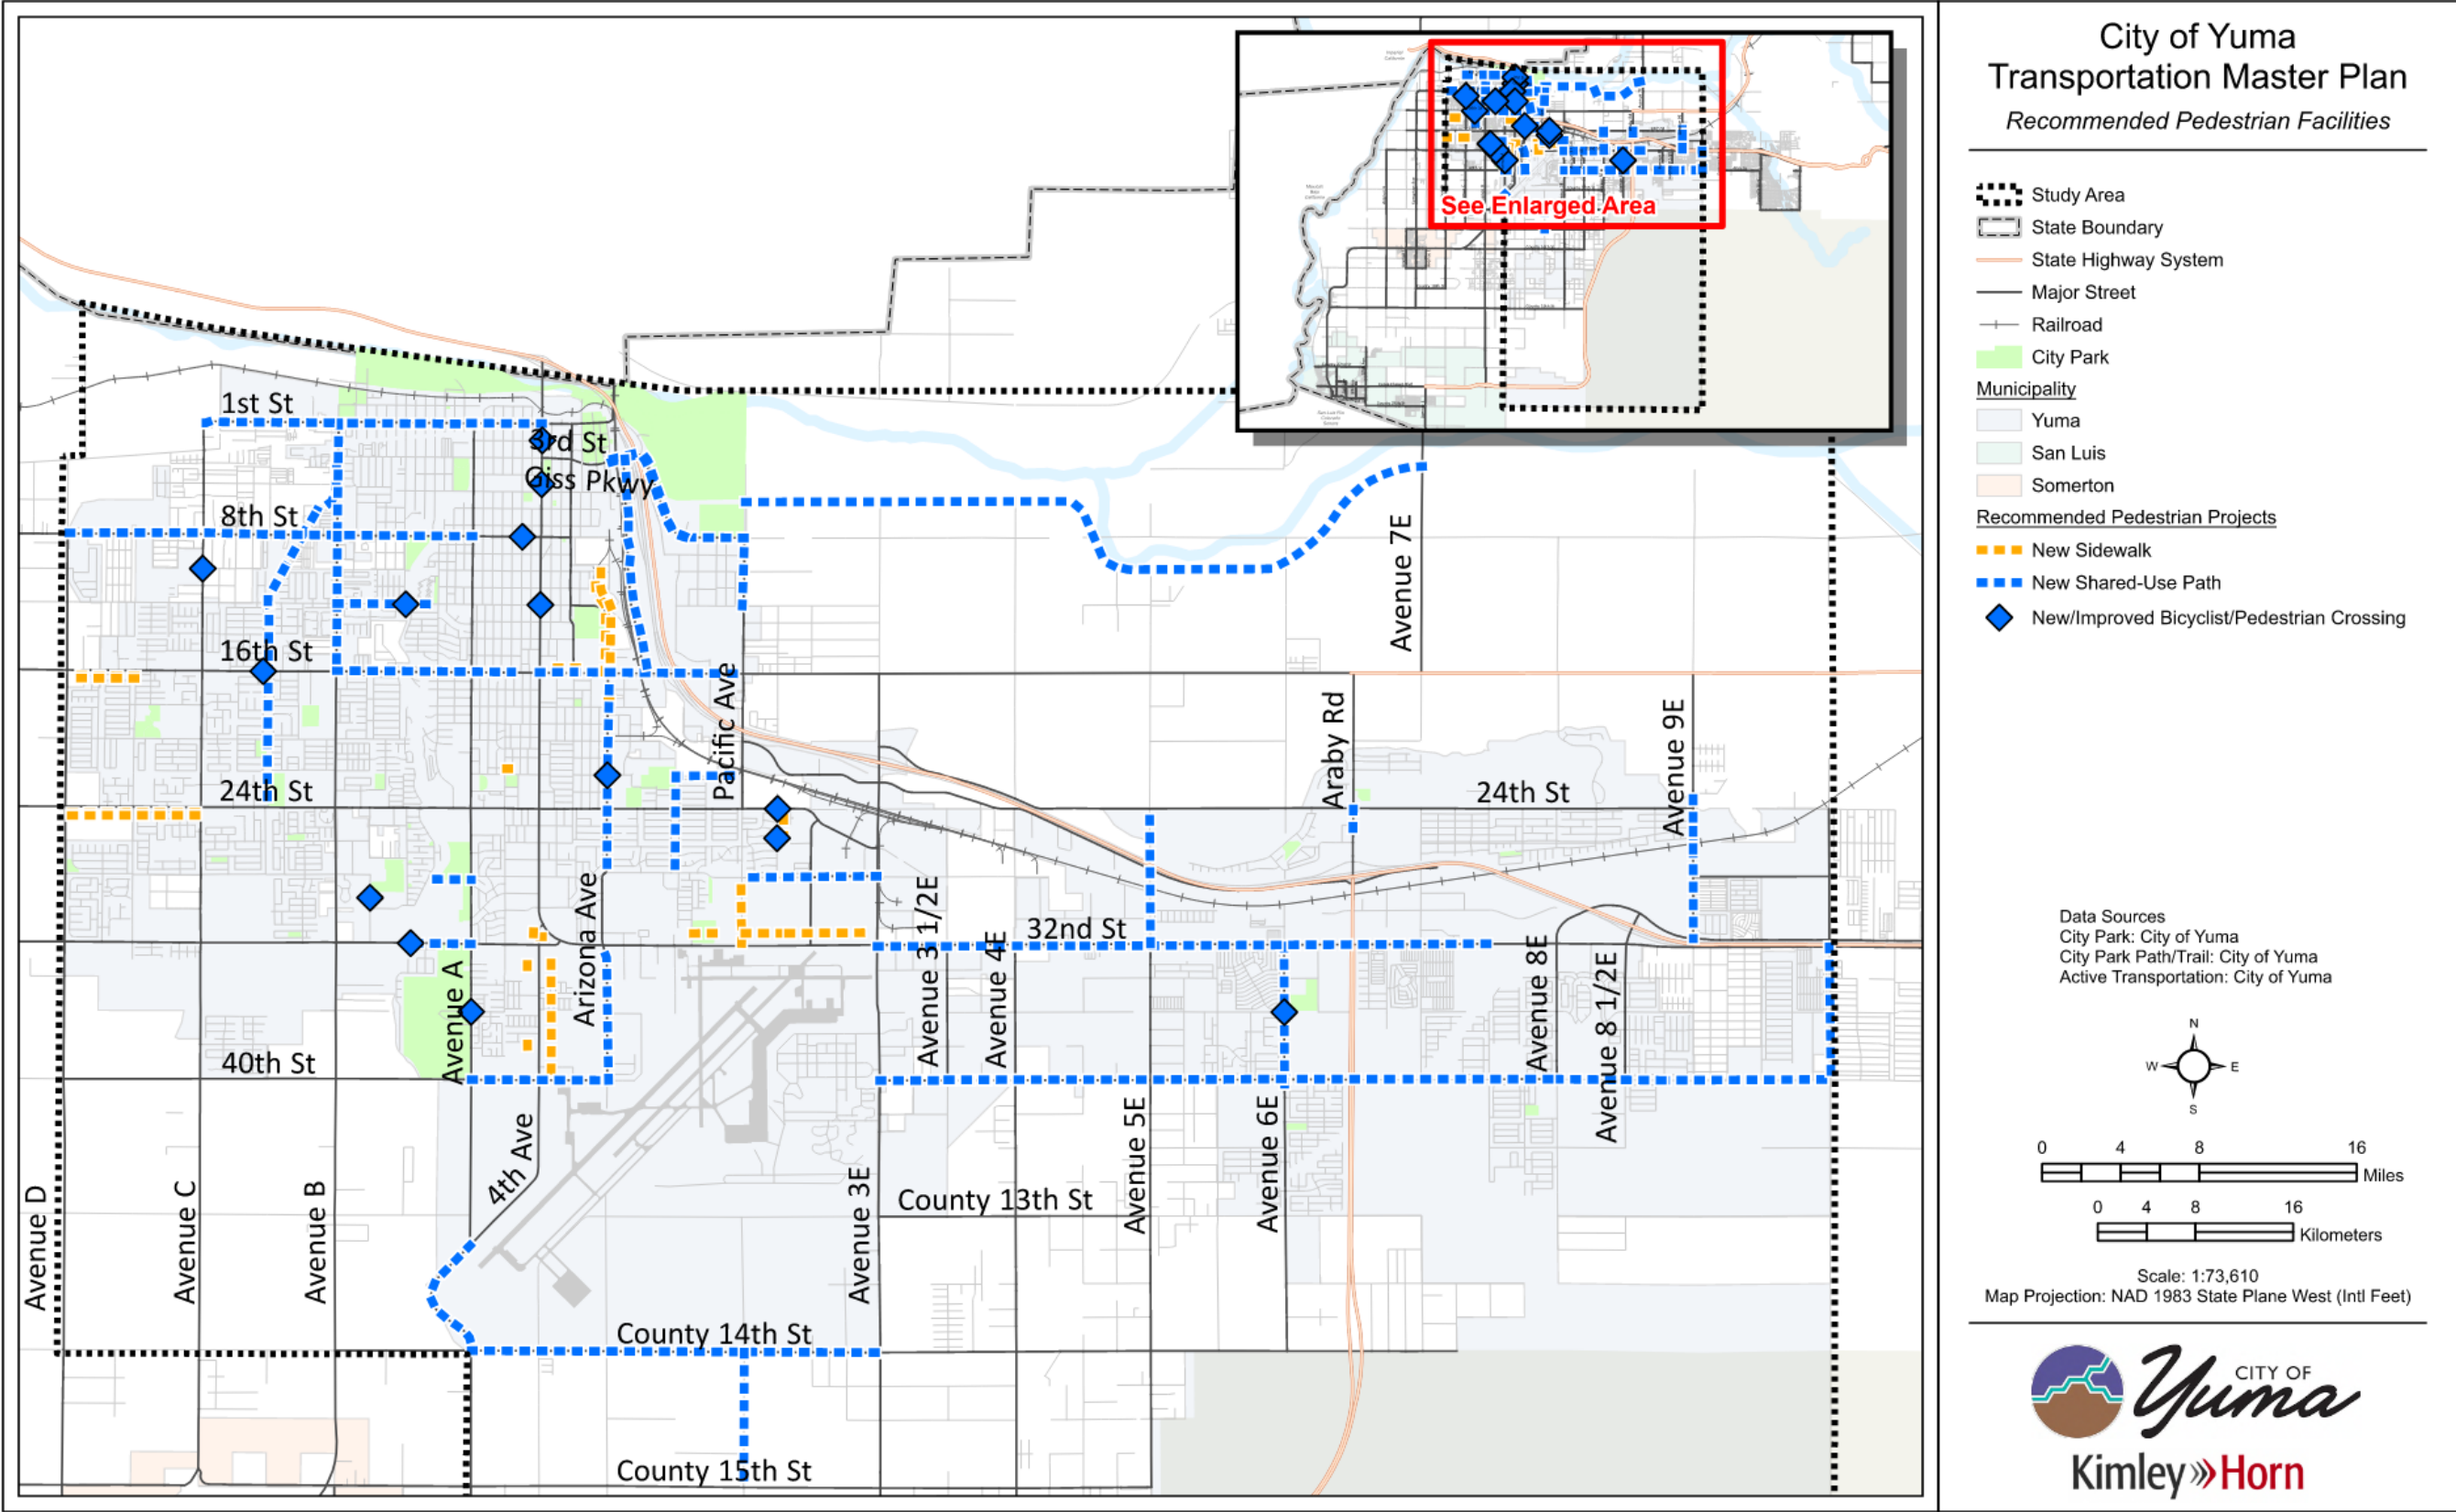 City of Yuma
Transportation Master Plan
Recommended Pedestrian Facilities
Study Area
State Boundary
State Highway System
Major Street
Railroad
City Park
Municipality
Yuma
San Luis
Somerton
Recommended Pedestrian Projects
New Sidewalk
New Shared-Use Path
New/Improved Bicyclist/Pedestrian Crossing
Data Sources
City Park: City of Yuma
City Park Path/Trail: City of Yuma
Active Transportation: City of Yuma
N
W
E
S
0 4 8 16
Miles
0 4 8 16
Kilometers
Scale: 1:73,610
Map Projection: NAD 1983 State Plane West (Intl Feet)
CITY OF
Yuma
Kimley»Horn
See Enlarged Area
1st St
3rd St
Giss Pkwy
8th St
16th St
24th St
24th St
32nd St
40th St
County 13th St
County 14th St
County 15th St
Avenue D
Avenue C
Avenue B
Avenue A
4th Ave
Arizona Ave
Pacific Ave
Avenue 3E
Avenue 3 1/2E
Avenue 4E
Avenue 5E
Avenue 6E
Araby Rd
Avenue 7E
Avenue 8E
Avenue 8 1/2E
Avenue 9E